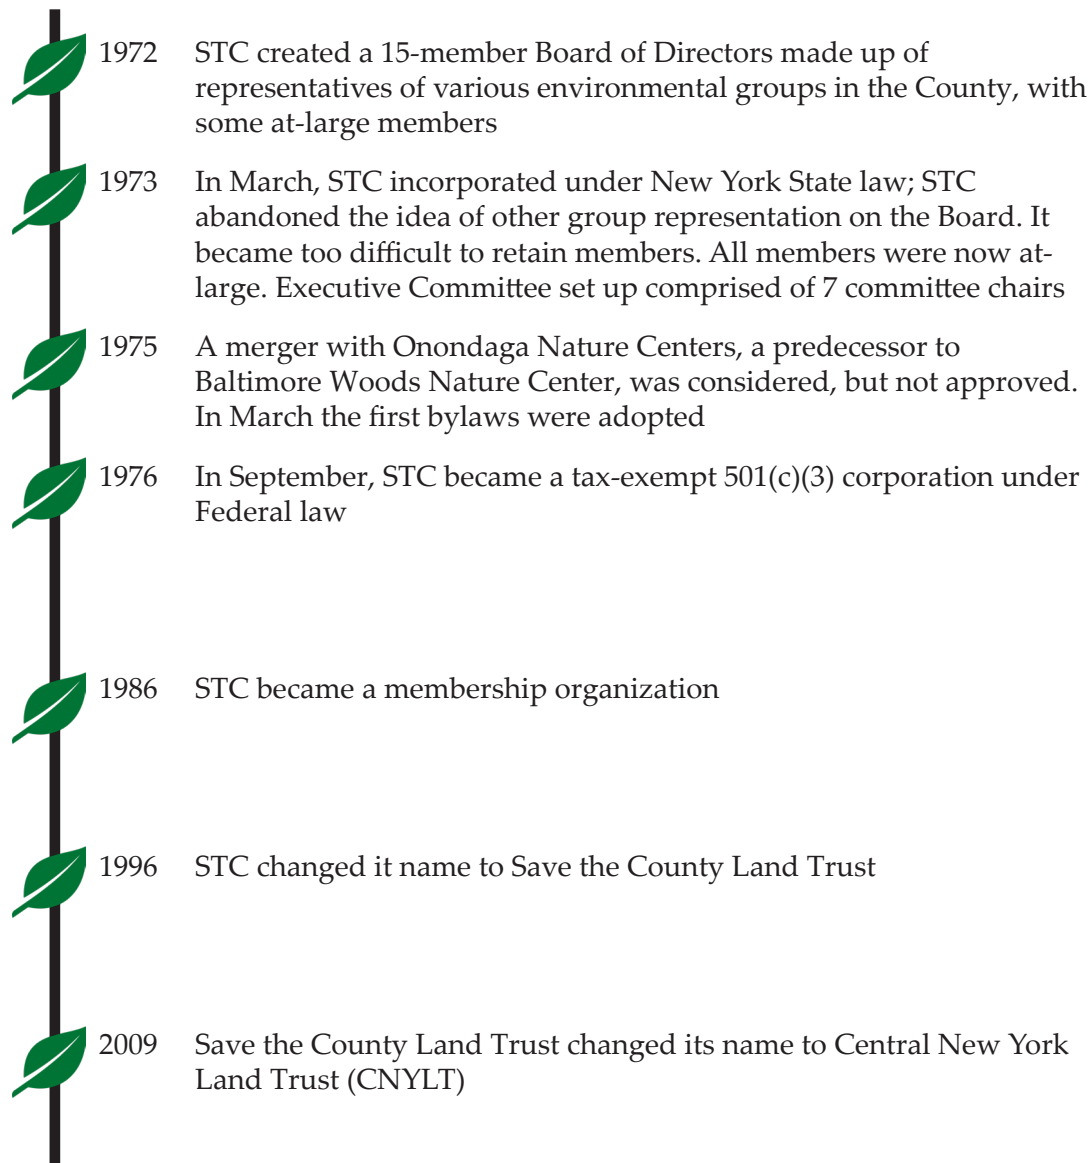 1972 STC created a 15-member Board of Directors made up of
representatives of various environmental groups in the County, with
some at-large members
1973 In March, STC incorporated under New York State law; STC
abandoned the idea of other group representation on the Board. It
became too difficult to retain members. All members were now at-
large. Executive Committee set up comprised of 7 committee chairs
1975 A merger with Onondaga Nature Centers, a predecessor to
Baltimore Woods Nature Center, was considered, but not approved.
In March the first bylaws were adopted
1976 In September, STC became a tax-exempt 501(c)(3) corporation under
Federal law
1986 STC became a membership organization
1996 STC changed it name to Save the County Land Trust
2009 Save the County Land Trust changed its name to Central New York
Land Trust (CNYLT)